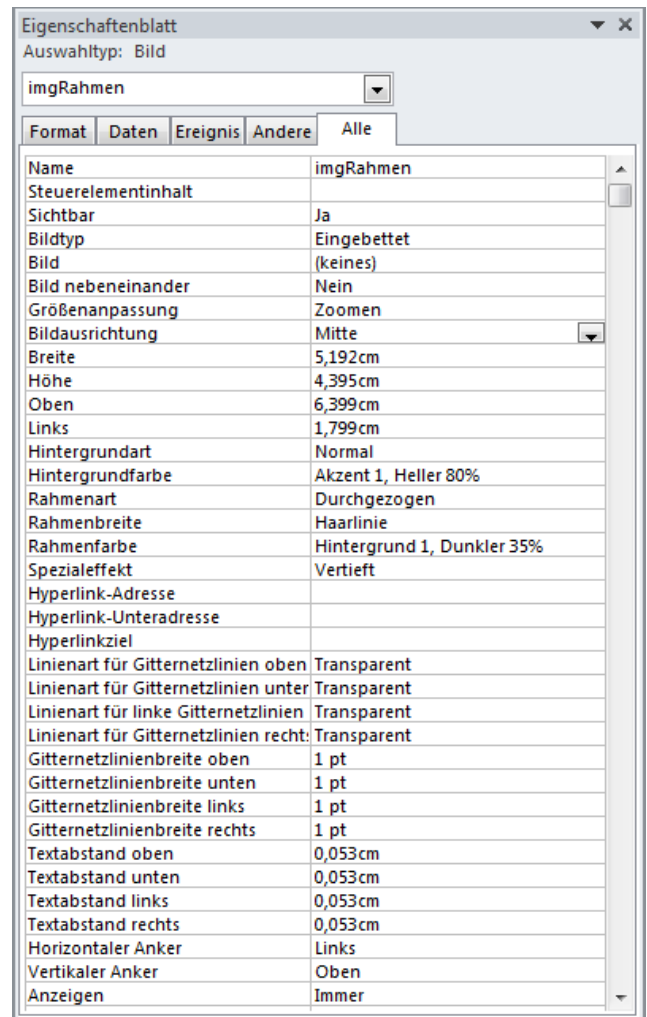 Eigenschaftenblatt
Auswahltyp: Bild
imgRahmen
Format Daten Ereignis Andere Alle
Name imgRahmen
Steuerelementinhalt
Sichtbar Ja
Bildtyp Eingebettet
Bild (keines)
Bild nebeneinander Nein
Größenanpassung Zoomen
Bildausrichtung Mitte
Breite 5,192cm
Höhe 4,395cm
Oben 6,399cm
Links 1,799cm
Hintergrundart Normal
Hintergrundfarbe Akzent 1, Heller 80%
Rahmenart Durchgezogen
Rahmenbreite Haarlinie
Rahmenfarbe Hintergrund 1, Dunkler 35%
Spezialeffekt Vertieft
Hyperlink-Adresse
Hyperlink-Unteradresse
Hyperlinkziel
Linienart für Gitternetzlinien oben Transparent
Linienart für Gitternetzlinien unter Transparent
Linienart für linke Gitternetzlinien Transparent
Linienart für Gitternetzlinien recht: Transparent
Gitternetzlinienbreite oben 1 pt
Gitternetzlinienbreite unten 1 pt
Gitternetzlinienbreite links 1 pt
Gitternetzlinienbreite rechts 1 pt
Textabstand oben 0,053cm
Textabstand unten 0,053cm
Textabstand links 0,053cm
Textabstand rechts 0,053cm
Horizontaler Anker Links
Vertikaler Anker Oben
Anzeigen Immer